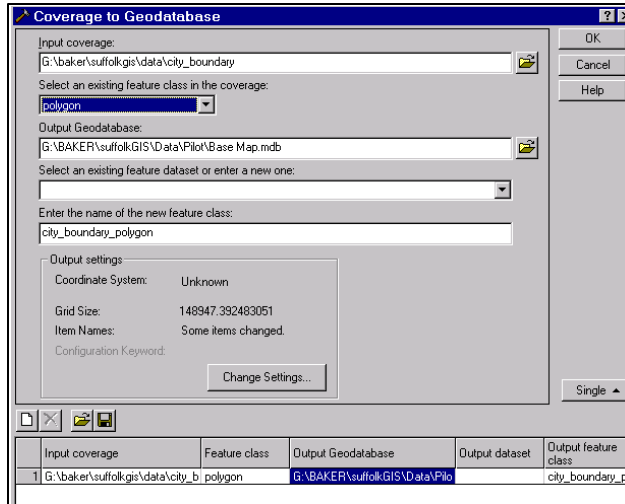 Coverage to Geodatabase
Input coverage:
OK
G:\baker\suffolkgis\data\city_boundary
Cancel
Select an existing feature class in the coverage:
Help
polygon
Output Geodatabase:
G:\BAKER\suffolkGIS\Data\Pilot\Base Map.mdb
Select an existing feature dataset or enter a new one:
Enter the name of the new feature class:
city_boundary_polygon
Output settings
Coordinate System: Unknown
Grid Size: 148947.392483051
Item Names: Some items changed.
Configuration Keyword:
Change Settings...
Single
Input coverage Feature class Output Geodatabase Output dataset Output feature class
1 G:\baker\suffolkgis\data\city_b polygon G:\BAKER\suffolkGIS\Data\Pilo city_boundary_p